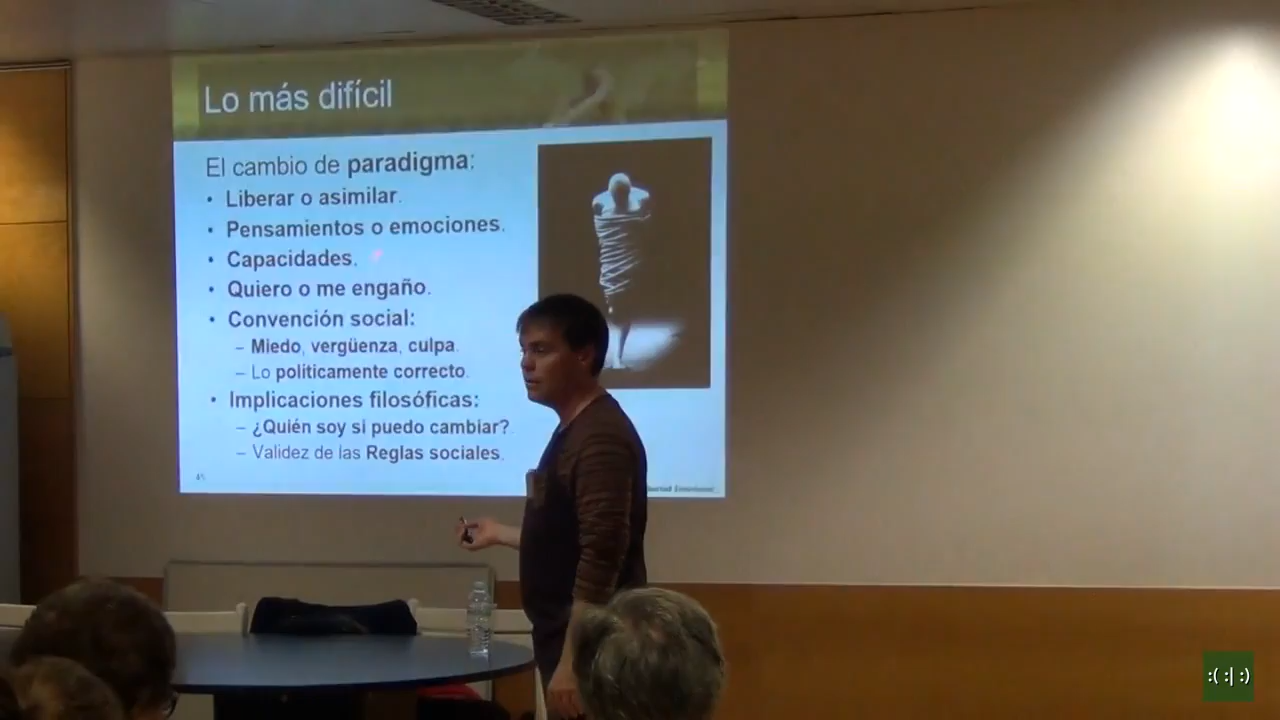 Lo más difícil
El cambio de paradigma:
• Liberar o asimilar.
• Pensamientos o emociones.
• Capacidades.
• Quiero o me engaño.
• Convención social:
– Miedo, vergüenza, culpa.
– Lo políticamente correcto.
• Implicaciones filosóficas:
– ¿Quién soy si puedo cambiar?
– Validez de las Reglas sociales.
:( :| :)